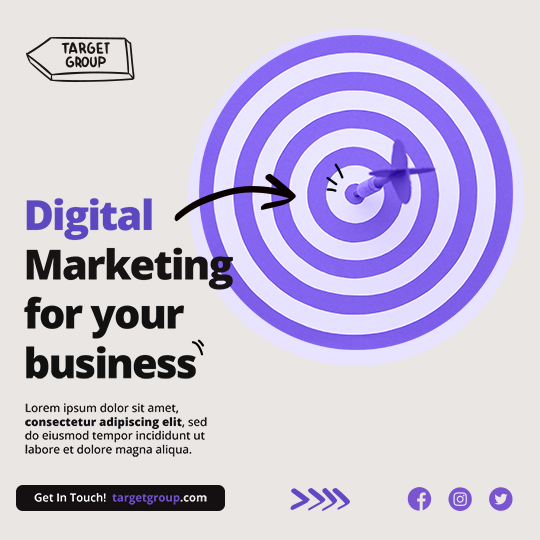 TARGET
GROUP
Digital
Marketing
for your
business
Lorem ipsum dolor sit amet,
consectetur adipiscing elit, sed
do eiusmod tempor incididunt ut
labore et dolore magna aliqua.
Get In Touch! targetgroup.com